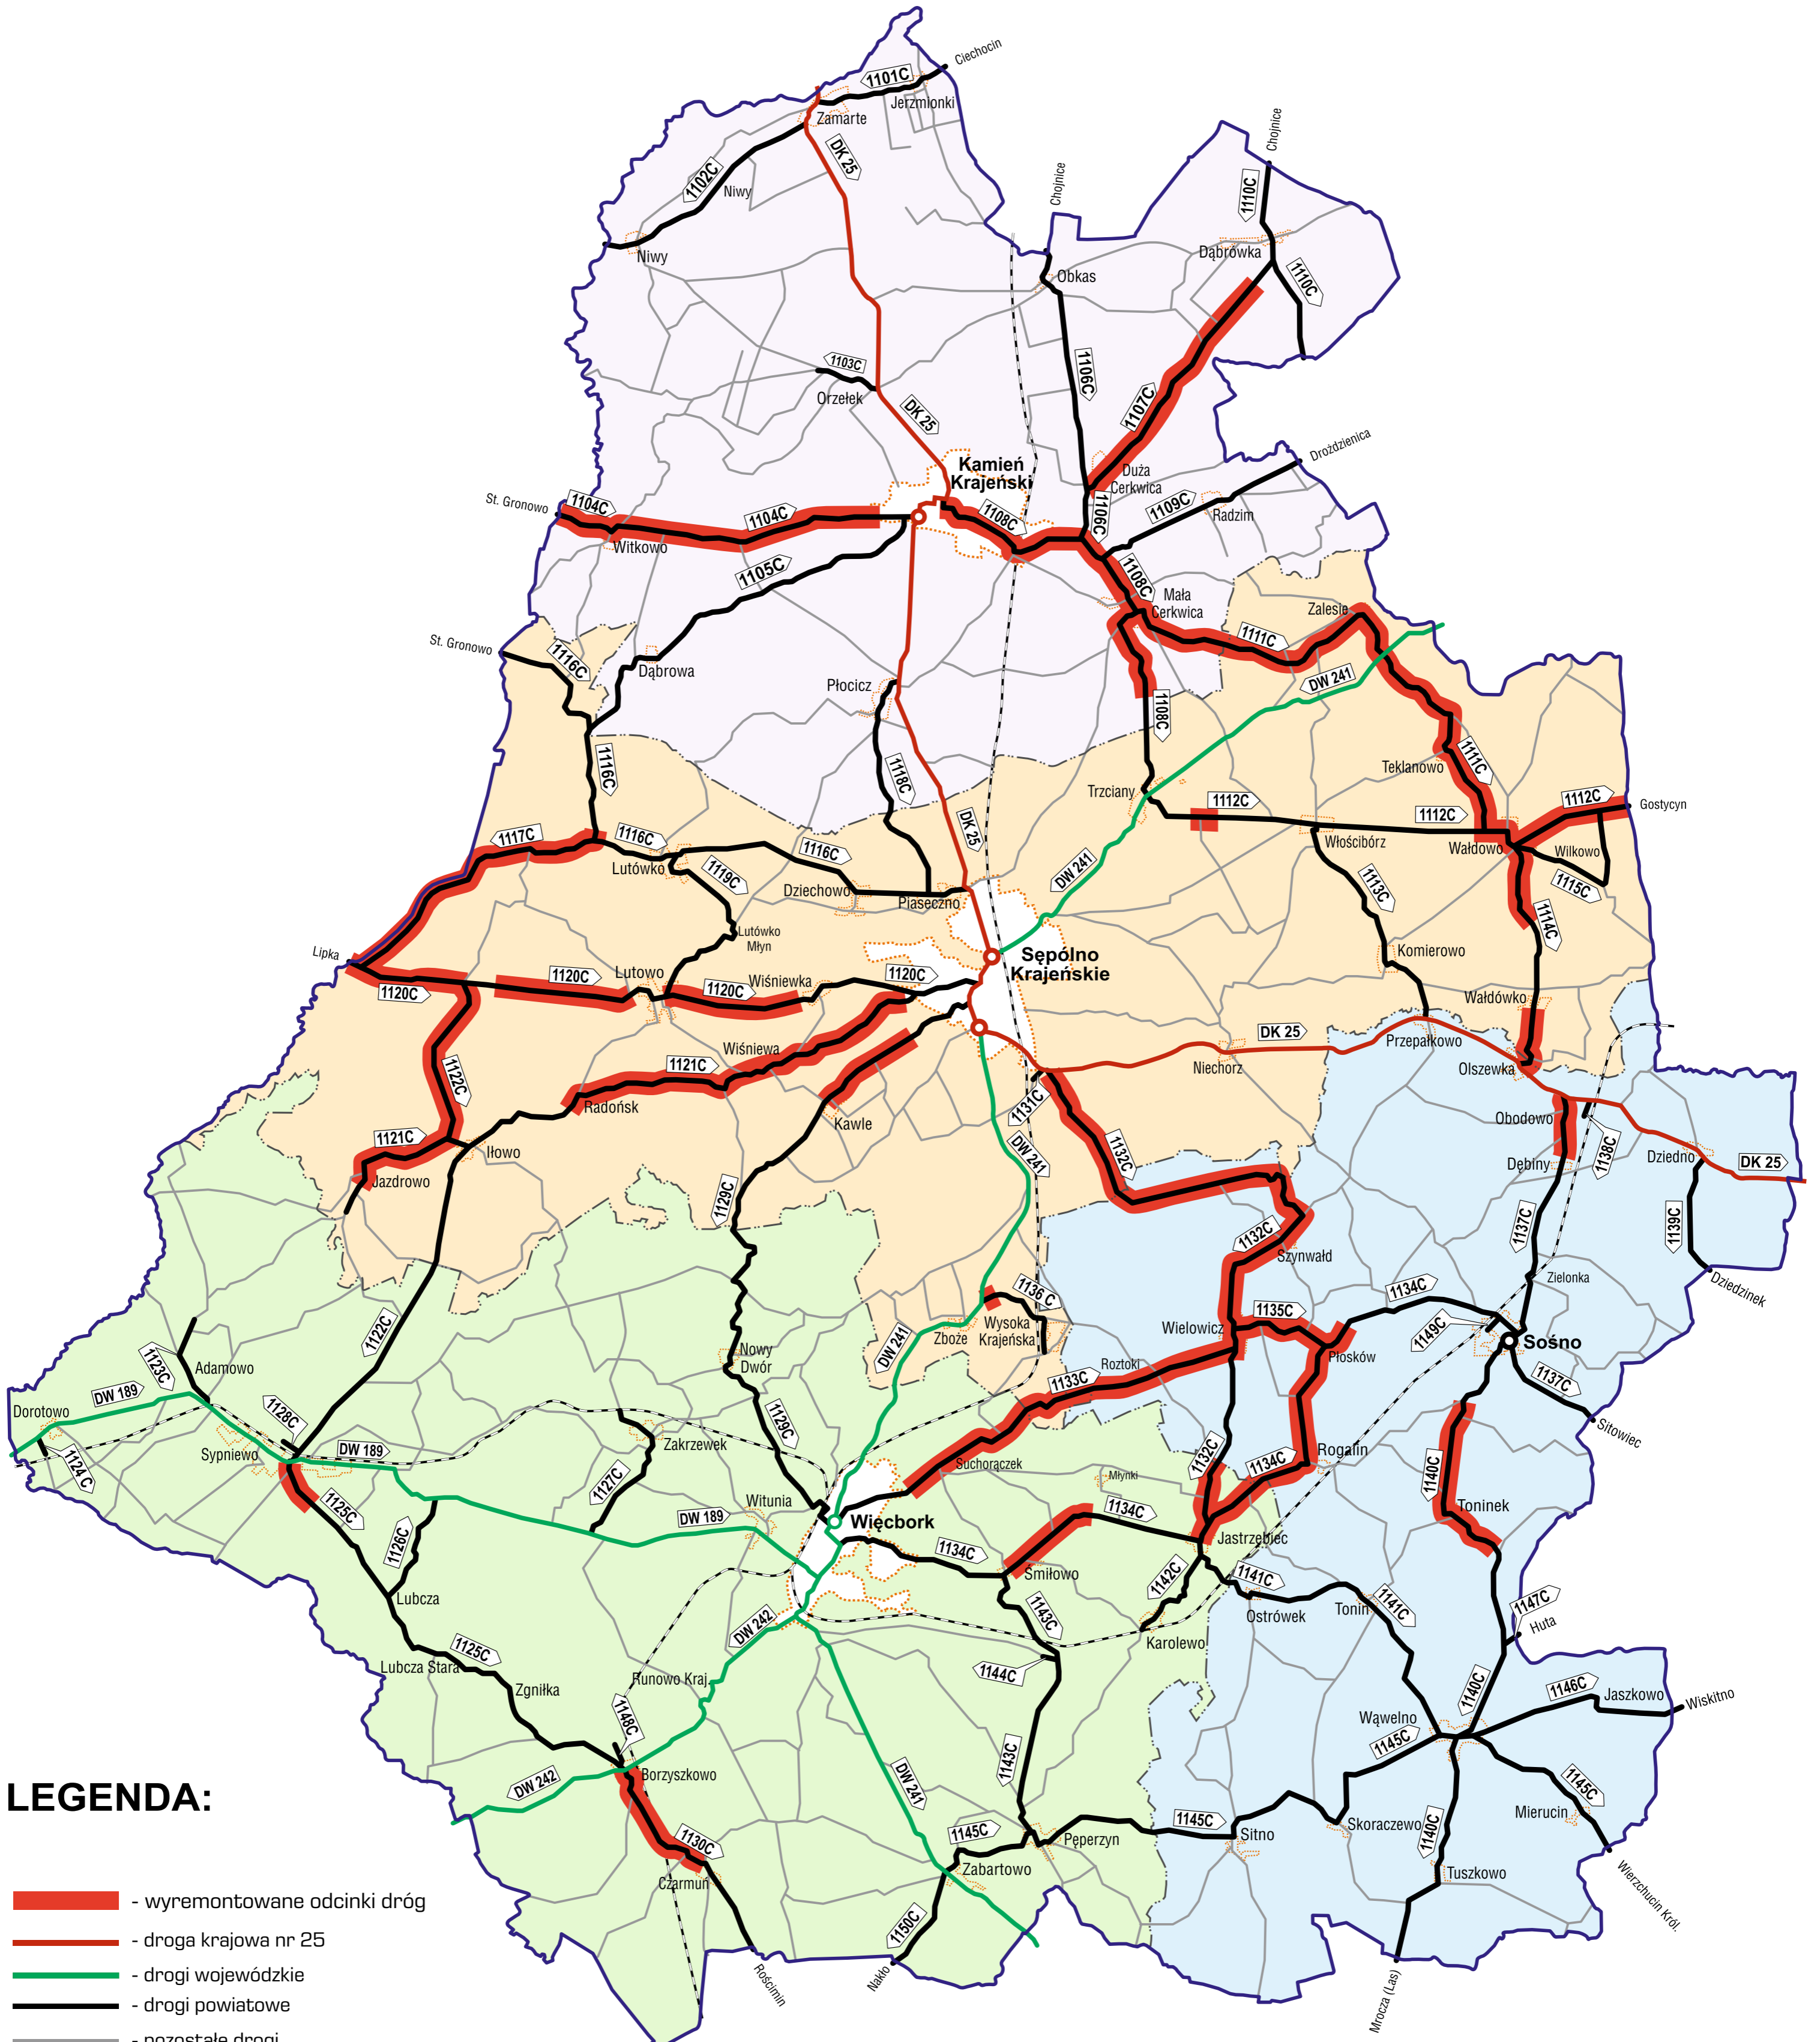 Ciechocin
1101C
Jerzmionki
Zamarte
DK 25
1102C
Niwy
Niwy
Chojnice
Chojnice
1110C
Dąbrówka
1110C
Obkas
1106C
1103C
Orzełek
DK 25
1107C
Kamień
Krajeński
Duża
Cerkwica
Drożdzienica
St. Gronowo
1104C
1104C
Witkowo
1108C
1106C
1109C
Radzim
1105C
1108C
Mała
Cerkwica
Zalesie
1111C
St. Gronowo
1116C
Dąbrowa
Płocicz
DW 241
1108C
1116C
1118C
Teklanowo
1111C
Trzciany
1112C
1112C
1112C
Gostycyn
DK 25
1117C
1116C
1116C
Lutówko
1119C
Dziechowo
Piaseczno
DW 241
Włościbórz
Wałdowo
Wilkowo
1115C
1113C
1114C
Lutówko
Młyn
Komierowo
Lipka
Sępólno
Krajeńskie
1120C
1120C
Lutowo
1120C
Wiśniewka
1120C
Wałdówko
DK 25
Przepałkowo
Niechorz
Olszewka
Wiśniewa
1121C
1122C
Radońsk
Kawle
1131C
Obodowo
1121C
Iłowo
Jazdrowo
DW 241
1132C
Dębiny
1138C
Dziedno
DK 25
1129C
1137C
1139C
1132C
Szynwałd
Zielonka
Dziedzinek
1122C
1136 C
Wysoka
Krajeńska
Zboże
1135C
1134C
Wielowicz
1149C
Sośno
Płosków
Nowy
Dwór
DW 241
Roztoki
1133C
1123C
Adamowo
DW 189
Dorotowo
1124 C
1128C
Sypniewo
DW 189
1137C
Sitowiec
1129C
Zakrzewek
1127C
Suchorączek
Młynki
1132C
1134C
Rogalin
1140C
Toninek
1125C
1126C
Witunia
DW 189
Więcbork
1134C
1134C
Śmiłowo
Jastrzębiec
1142C
1141C
Ostrówek
Tonin
1141C
Lubcza
1143C
Karolewo
1147C
Huta
DW 242
1125C
Lubcza Stara
Zgniłka
Runowo Kraj.
1144C
1140C
1146C
Jaszkowo
Wiskitno
1148C
Wąwelno
1145C
1143C
Borzyszkowo
DW 242
DW 241
1145C
Mierucin
1130C
1145C
Pęperzyn
1145C
Sitno
Skoraczewo
1140C
Czarmuń
Zabartowo
Tuszkowo
Wierzchucin Król.
1150C
Rościmin
Nakło
Mrocza (Las)
LEGENDA:
- wyremontowane odcinki dróg
- droga krajowa nr 25
- drogi wojewódzkie
- drogi powiatowe
- pozostałe drogi